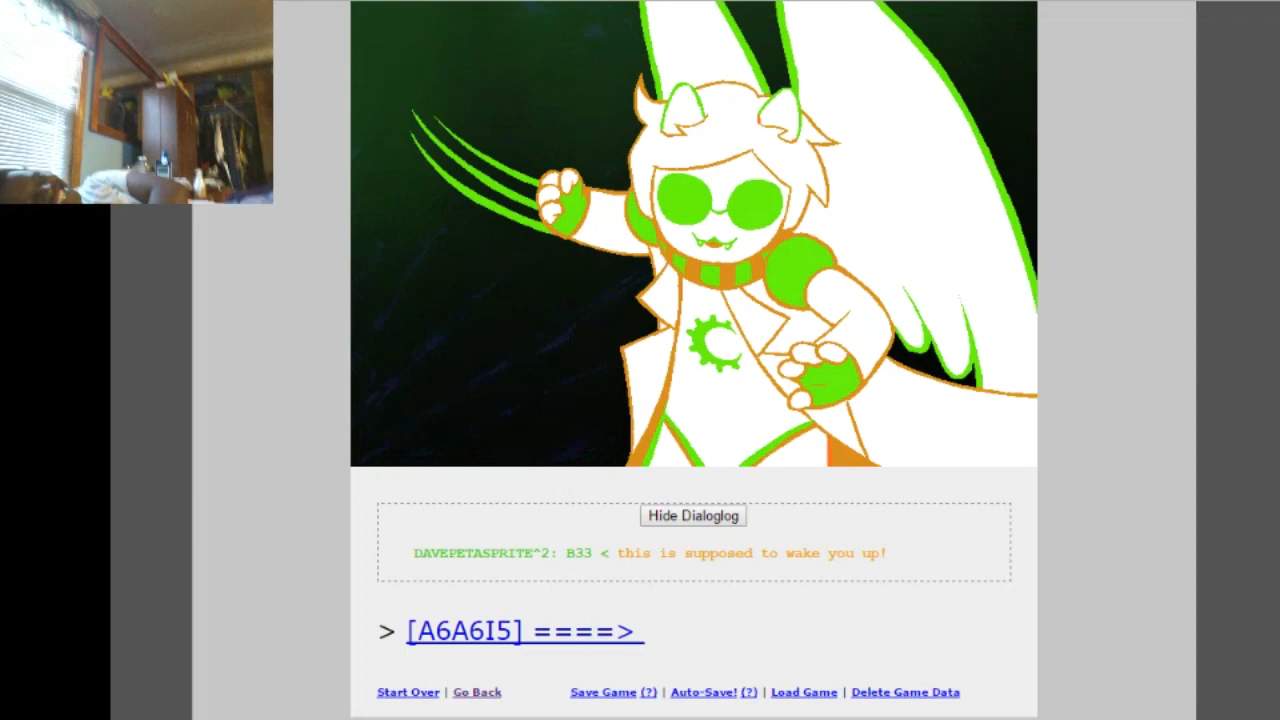 Hide Dialoglog
DAVEPETASPRITE^2: B33 < this is supposed to wake you up!
> [A6A6I5] ====>
Start Over | Go Back Save Game (?) | Auto-Save! (?) | Load Game | Delete Game Data